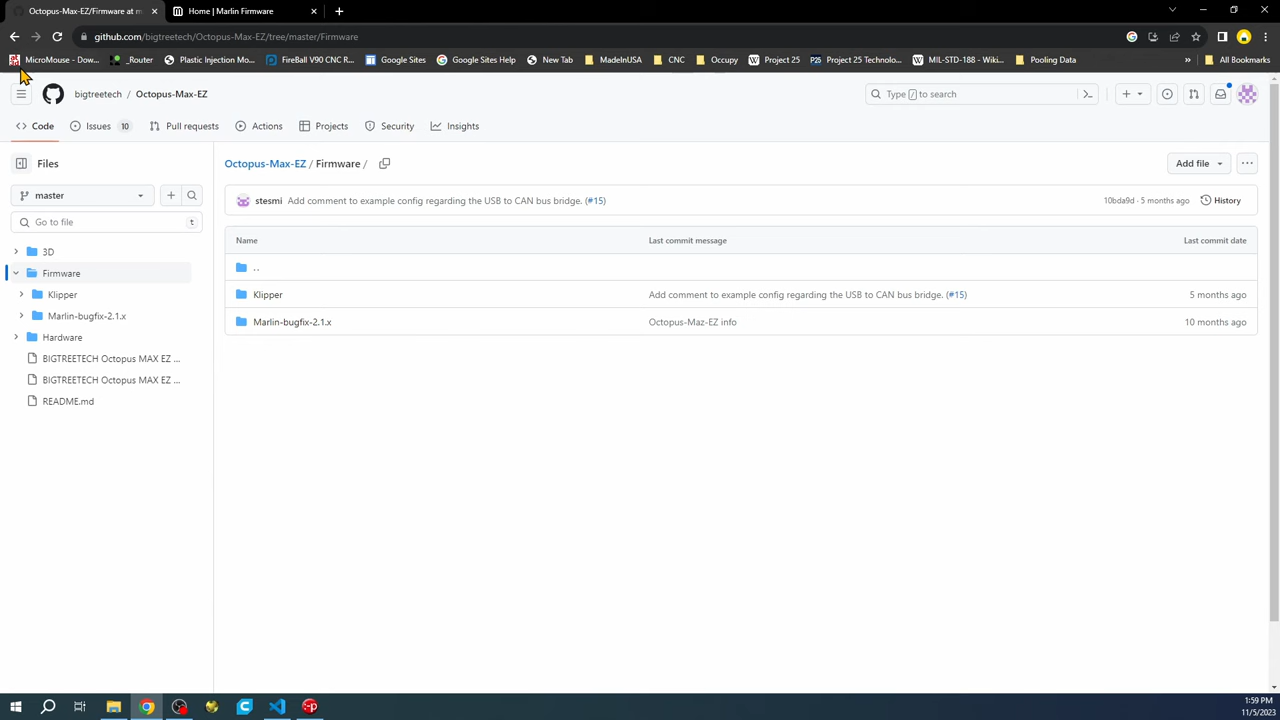 Octopus-Max-EZ/Firmware at m
Home | Marlin Firmware
github.com/bigtreetech/Octopus-Max-EZ/tree/master/Firmware
MicroMouse - Dow...
_Router
Plastic Injection Mo...
FireBall V90 CNC R...
Google Sites
Google Sites Help
New Tab
MadeInUSA
CNC
Occupy
Project 25
Project 25 Technolo...
MIL-STD-188 - Wiki...
Pooling Data
»
All Bookmarks
bigtreetech / Octopus-Max-EZ
Type / to search
Code
Issues 10
Pull requests
Actions
Projects
Security
Insights
Files
Octopus-Max-EZ / Firmware /
Add file
master
Go to file
t
stesmi Add comment to example config regarding the USB to CAN bus bridge. (#15)
10bda9d · 5 months ago
History
3D
Firmware
Klipper
Marlin-bugfix-2.1.x
Hardware
BIGTREETECH Octopus MAX EZ ...
BIGTREETECH Octopus MAX EZ ...
README.md
Name Last commit message Last commit date
..
Klipper Add comment to example config regarding the USB to CAN bus bridge. (#15) 5 months ago
Marlin-bugfix-2.1.x Octopus-Maz-EZ info 10 months ago
1:59 PM
11/5/2023